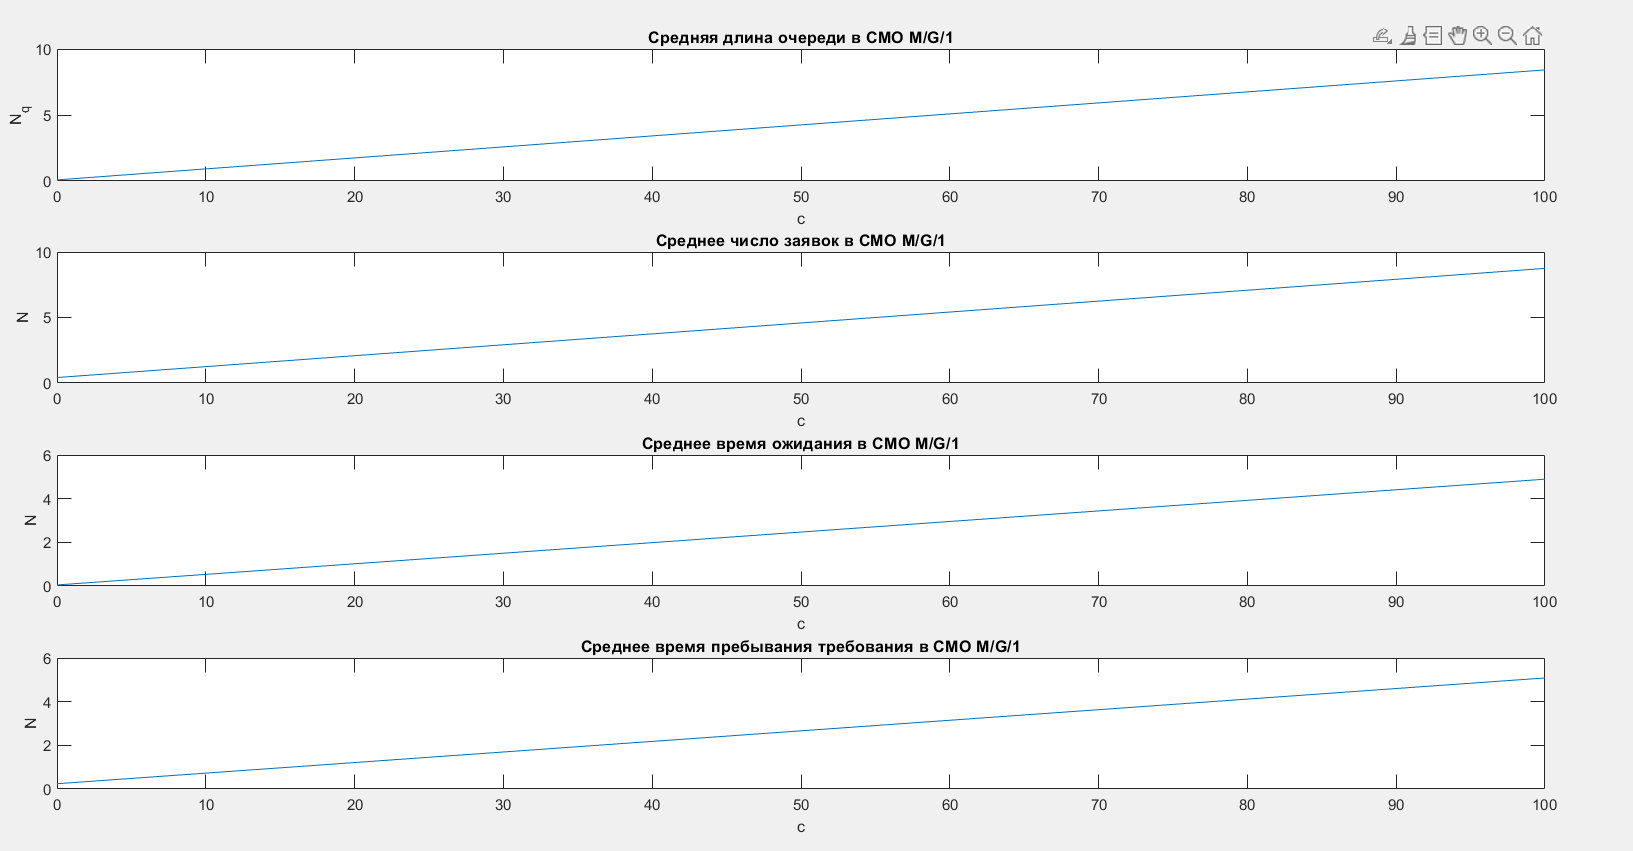 Средняя длина очереди в СМО M/G/1
10
5
0
N_q
0 10 20 30 40 50 60 70 80 90 100
c
Среднее число заявок в СМО M/G/1
10
5
0
N
0 10 20 30 40 50 60 70 80 90 100
c
Среднее время ожидания в СМО M/G/1
6
4
2
0
N
0 10 20 30 40 50 60 70 80 90 100
c
Среднее время пребывания требования в СМО M/G/1
6
4
2
0
N
0 10 20 30 40 50 60 70 80 90 100
c